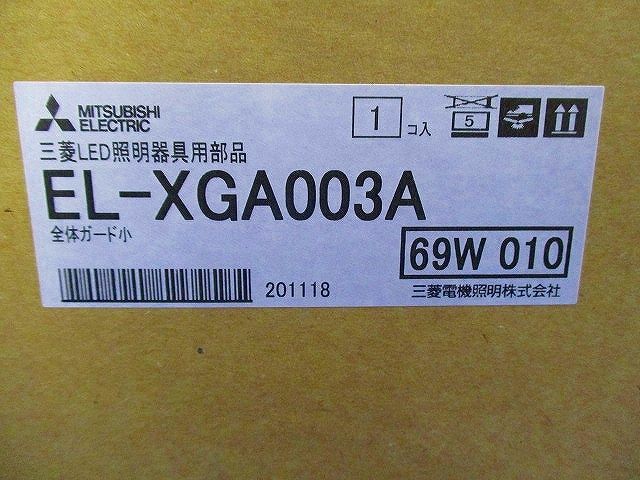 MITSUBISHI
ELECTRIC
1 コ入
5
三菱LED照明器具用部品
EL-XGA003A
全体ガード小
69W 010
201118
三菱電機照明株式会社